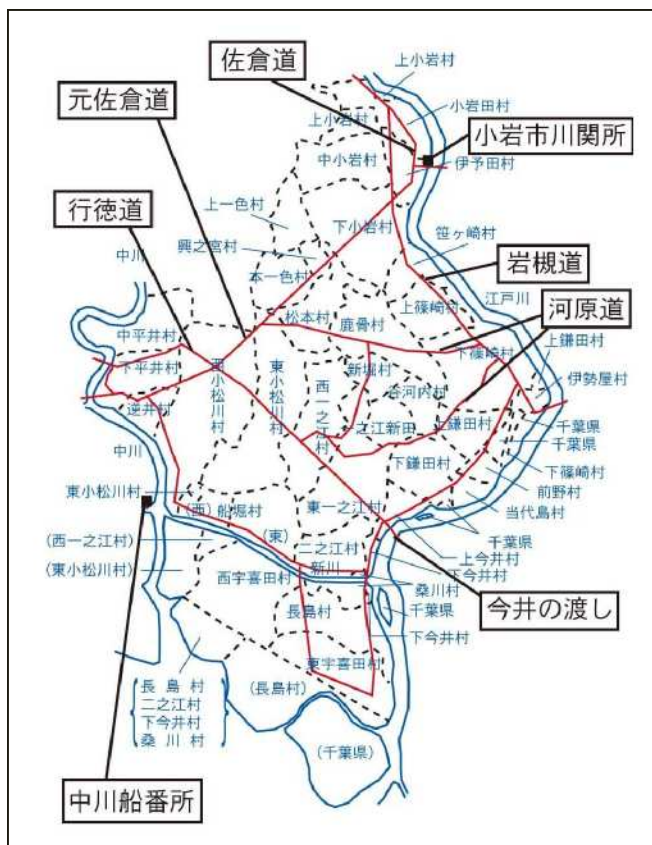 佐倉道
上小岩村
元佐倉道
小岩田村
上小岩村
小岩市川関所
中小岩村
伊予田村
行徳道
上一色村
下小岩村
笹ヶ崎村
中川
興之宮村
岩槻道
本一色村
江戸川
上篠崎村
河原道
松本村
鹿骨村
中平井村
下篠崎村
上鎌田村
下平井村
新堀村
伊勢屋村
西小松川村
東小松川村
西一之江村
谷河内村
逆井村
千葉県
一之江新田
上鎌田村
千葉県
中川
下鎌田村
下篠崎村
東小松川村
前野村
(西)船堀村
東一之江村
当代島村
(東)
千葉県
(西一之江村)
二之江村
上今井村
新川
下今井村
(東小松川村)
西宇喜田村
桑川村
今井の渡し
長島村
千葉県
下今井村
東宇喜田村
長島村
二之江村
下今井村
桑川村
(長島村)
(千葉県)
中川船番所